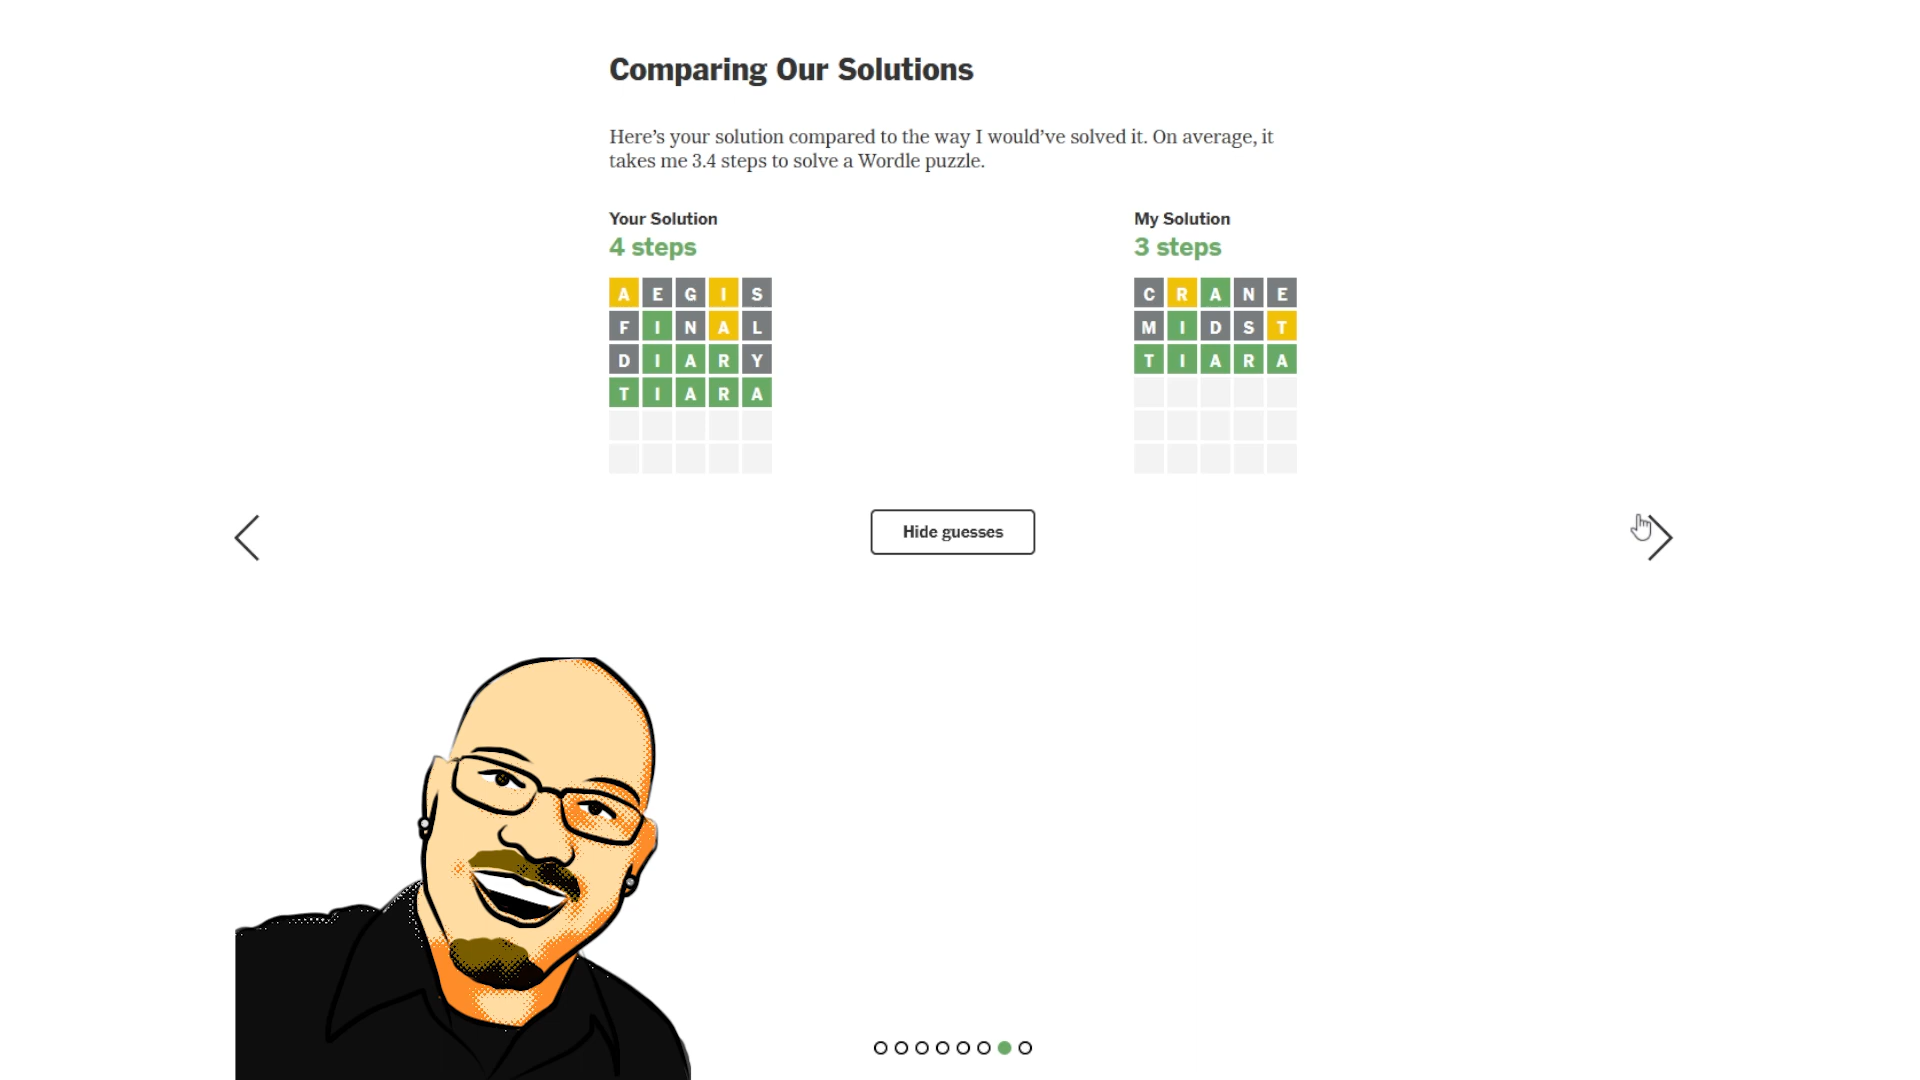 Comparing Our Solutions
Here’s your solution compared to the way I would’ve solved it. On average, it
takes me 3.4 steps to solve a Wordle puzzle.
Your Solution
4 steps
AEGIS
FINAL
DIARY
TIARA
My Solution
3 steps
CRANE
MIDST
TIARA
Hide guesses